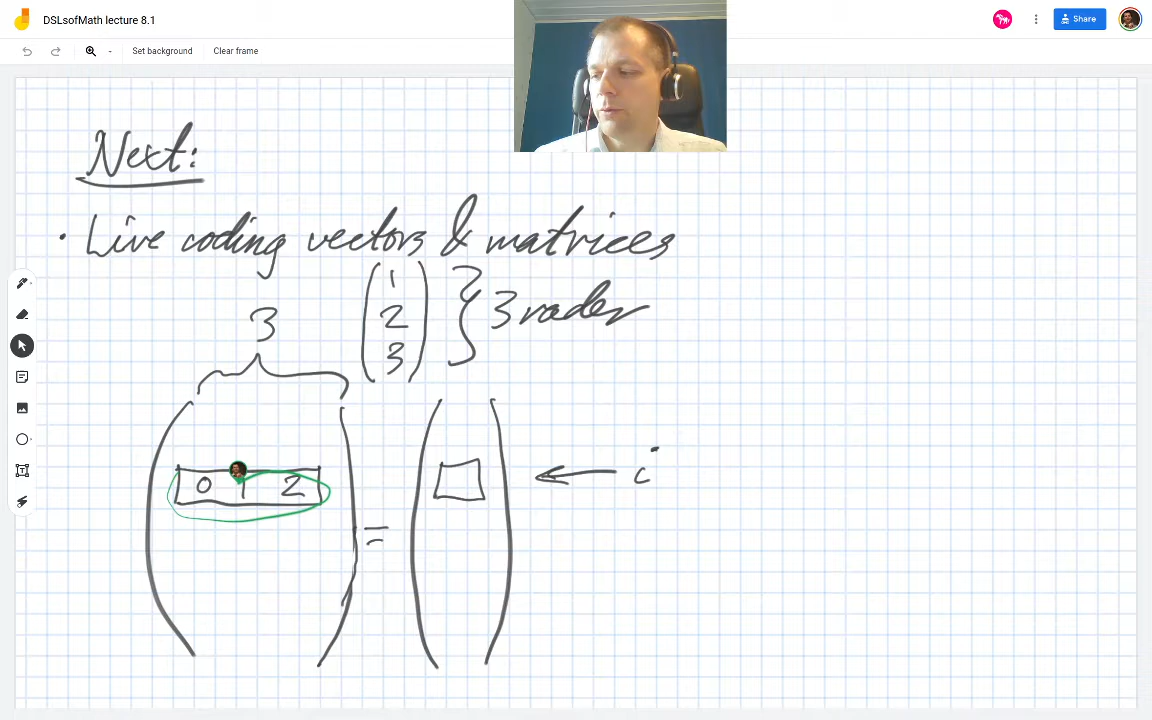 DSLsofMath lecture 8.1
Share
Set background
Clear frame
Next:
• Live coding vectors & matrices
3
1
2
3
3 rader
0 1 2
=
i